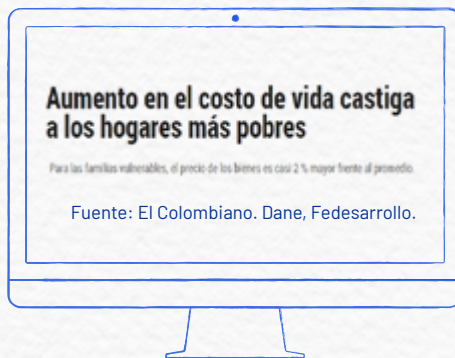 Aumento en el costo de vida castiga
a los hogares más pobres
Para las familias vulnerables, el precio de los bienes es casi 2 % mayor frente al promedio.
Fuente: El Colombiano. Dane, Fedesarrollo.